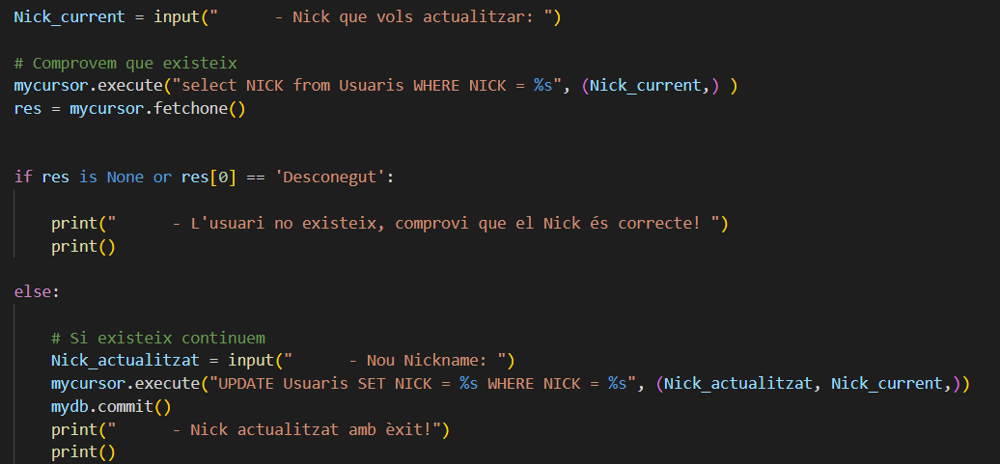 Nick_current = input("      - Nick que vols actualitzar: ")
# Comprovem que existeix
mycursor.execute("select NICK from Usuaris WHERE NICK = %s", (Nick_current,) )
res = mycursor.fetchone()
if res is None or res[0] == 'Desconegut':
    print("      - L'usuari no existeix, comprovi que el Nick és correcte! ")
    print()
else:
    # Si existeix continuem
    Nick_actualitzat = input("      - Nou Nickname: ")
    mycursor.execute("UPDATE Usuaris SET NICK = %s WHERE NICK = %s", (Nick_actualitzat, Nick_current,))
    mydb.commit()
    print("      - Nick actualitzat amb èxit!")
    print()